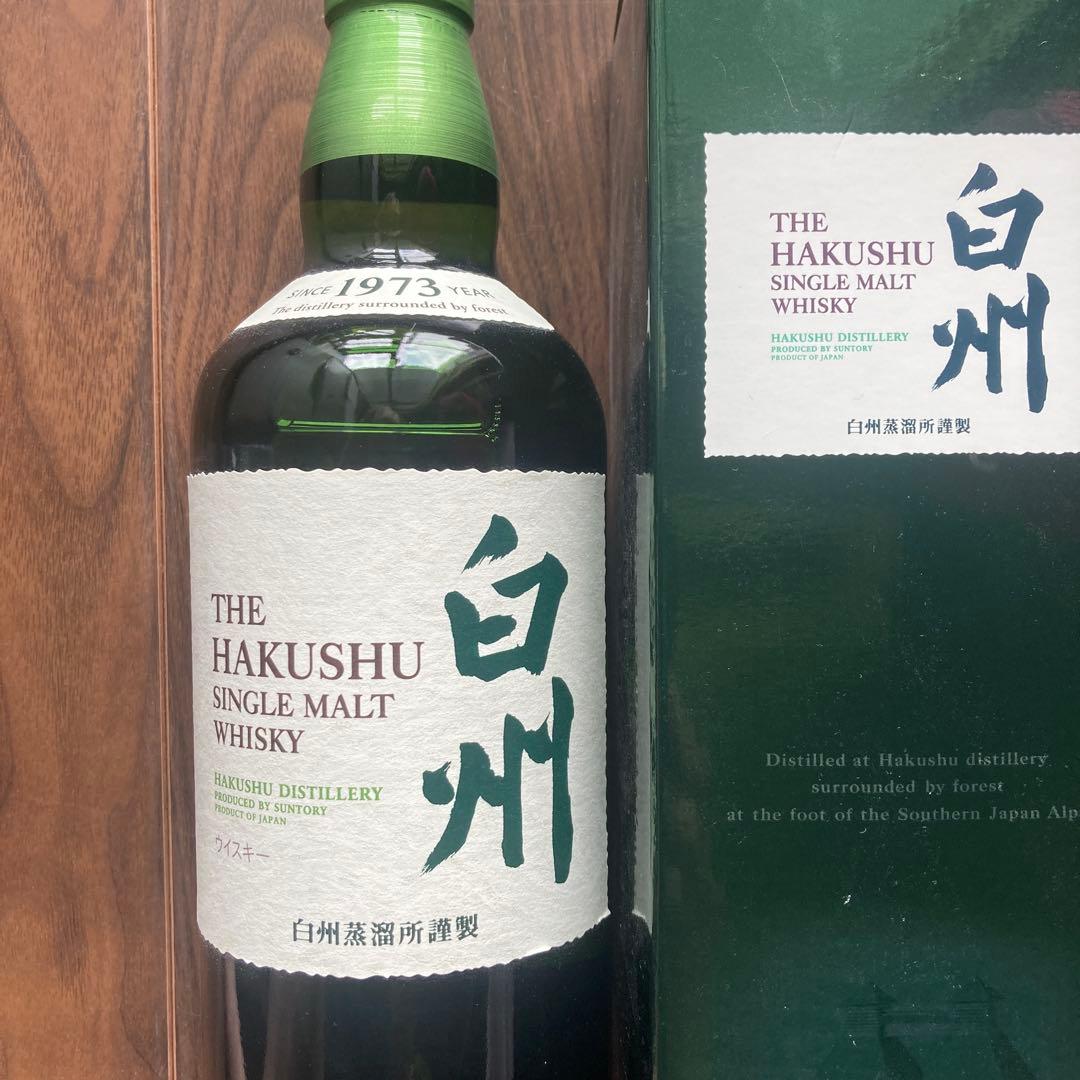 SINCE 1973 YEAR
The distillery surrounded by forest
THE
HAKUSHU
SINGLE MALT
WHISKY
HAKUSHU DISTILLERY
PRODUCED BY SUNTORY
PRODUCT OF JAPAN
ウイスキー
白州
白州蒸溜所謹製
THE
HAKUSHU
SINGLE MALT
WHISKY
HAKUSHU DISTILLERY
PRODUCED BY SUNTORY
PRODUCT OF JAPAN
白州
白州蒸溜所謹製
Distilled at Hakushu distillery
surrounded by forest
at the foot of the Southern Japan Alp